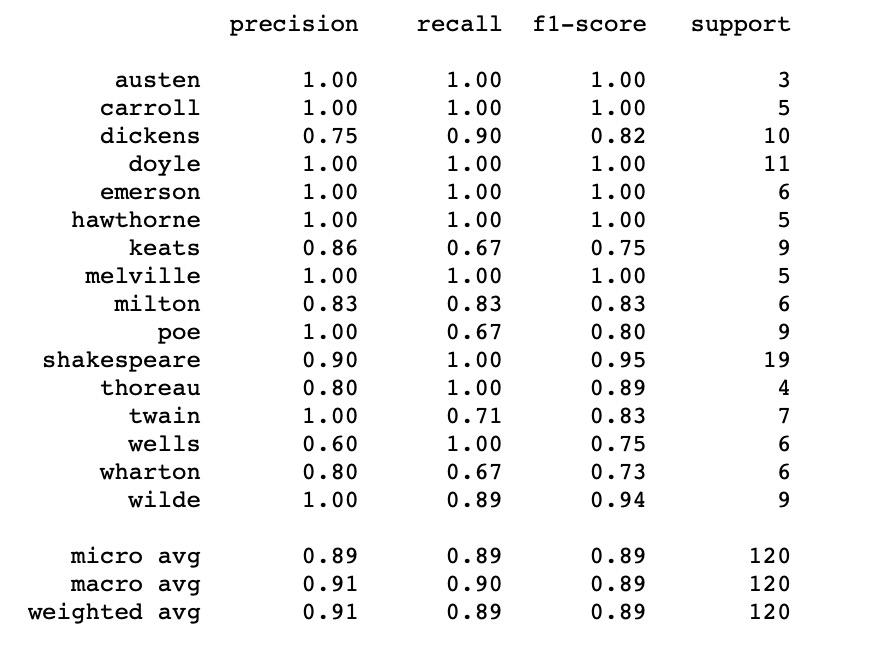 precision recall f1-score support
austen 1.00 1.00 1.00 3
carroll 1.00 1.00 1.00 5
dickens 0.75 0.90 0.82 10
doyle 1.00 1.00 1.00 11
emerson 1.00 1.00 1.00 6
hawthorne 1.00 1.00 1.00 5
keats 0.86 0.67 0.75 9
melville 1.00 1.00 1.00 5
milton 0.83 0.83 0.83 6
poe 1.00 0.67 0.80 9
shakespeare 0.90 1.00 0.95 19
thoreau 0.80 1.00 0.89 4
twain 1.00 0.71 0.83 7
wells 0.60 1.00 0.75 6
wharton 0.80 0.67 0.73 6
wilde 1.00 0.89 0.94 9
micro avg 0.89 0.89 0.89 120
macro avg 0.91 0.90 0.89 120
weighted avg 0.91 0.89 0.89 120